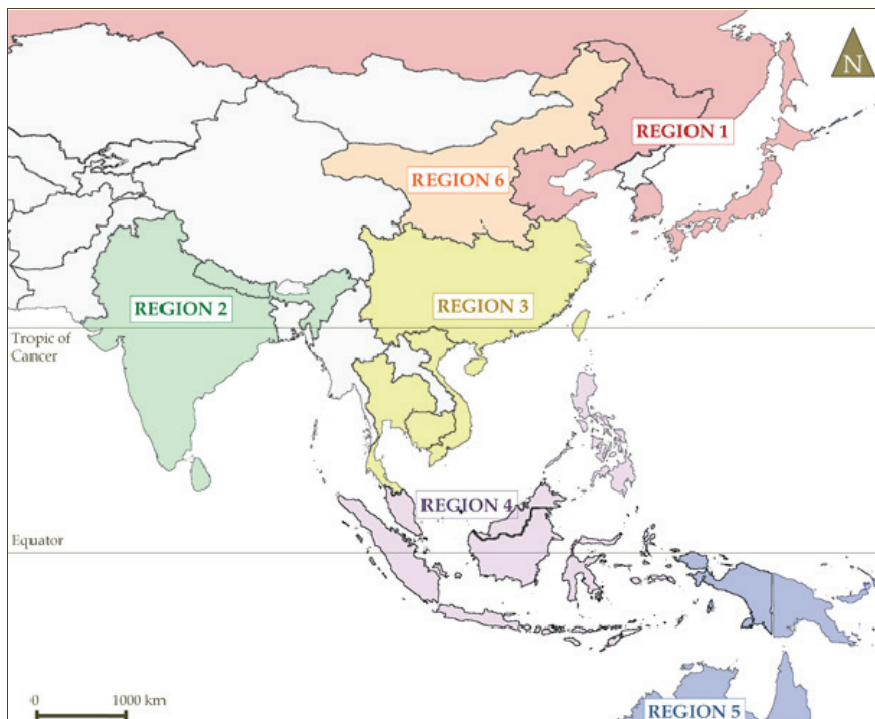 N
REGION 1
REGION 6
REGION 2
REGION 3
Tropic of
Cancer
REGION 4
Equator
0 1000 km
REGION 5